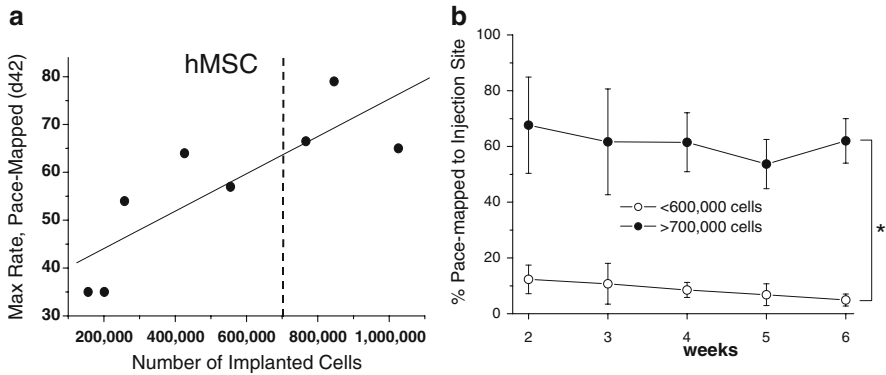 a
hMSC
Max Rate, Pace-Mapped (d42)
80
70
60
50
40
30
200,000 400,000 600,000 800,000 1,000,000
Number of Implanted Cells
b
% Pace-mapped to Injection Site
100
80
60
40
20
0
<600,000 cells
>700,000 cells
*
2 3 4 5 6
weeks